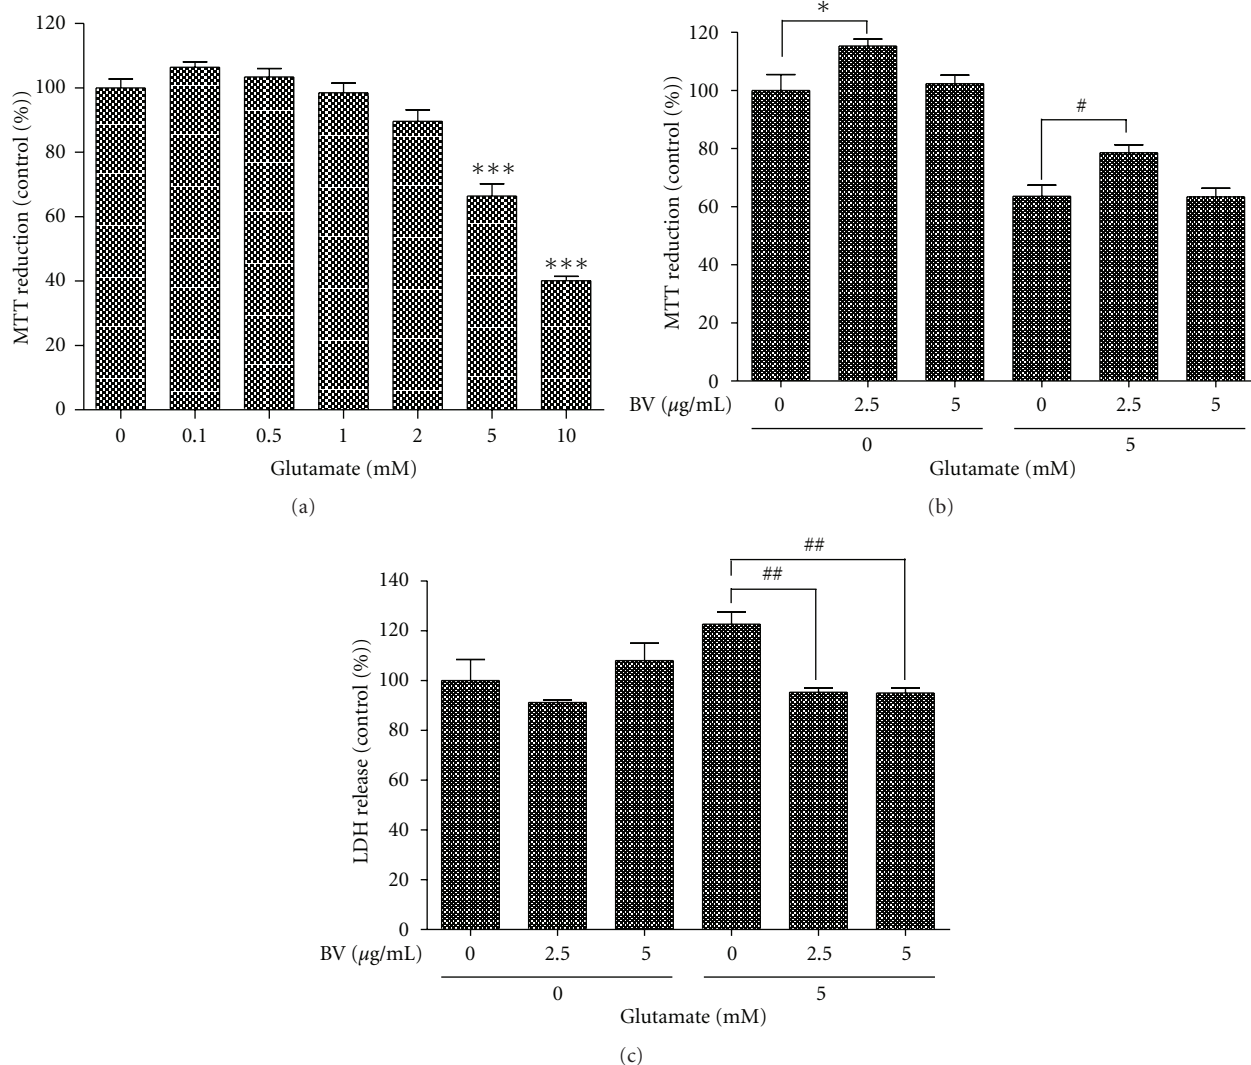 120
100
80
60
40
20
0
MTT reduction (control (%))
***
***
0 0.1 0.5 1 2 5 10
Glutamate (mM)
(a)
120
100
80
60
40
20
0
MTT reduction (control (%))
*
#
BV (μg/mL) 0 2.5 5 0 2.5 5
0 5
Glutamate (mM)
(b)
140
120
100
80
60
40
20
0
LDH release (control (%))
##
##
BV (μg/mL) 0 2.5 5 0 2.5 5
0 5
Glutamate (mM)
(c)